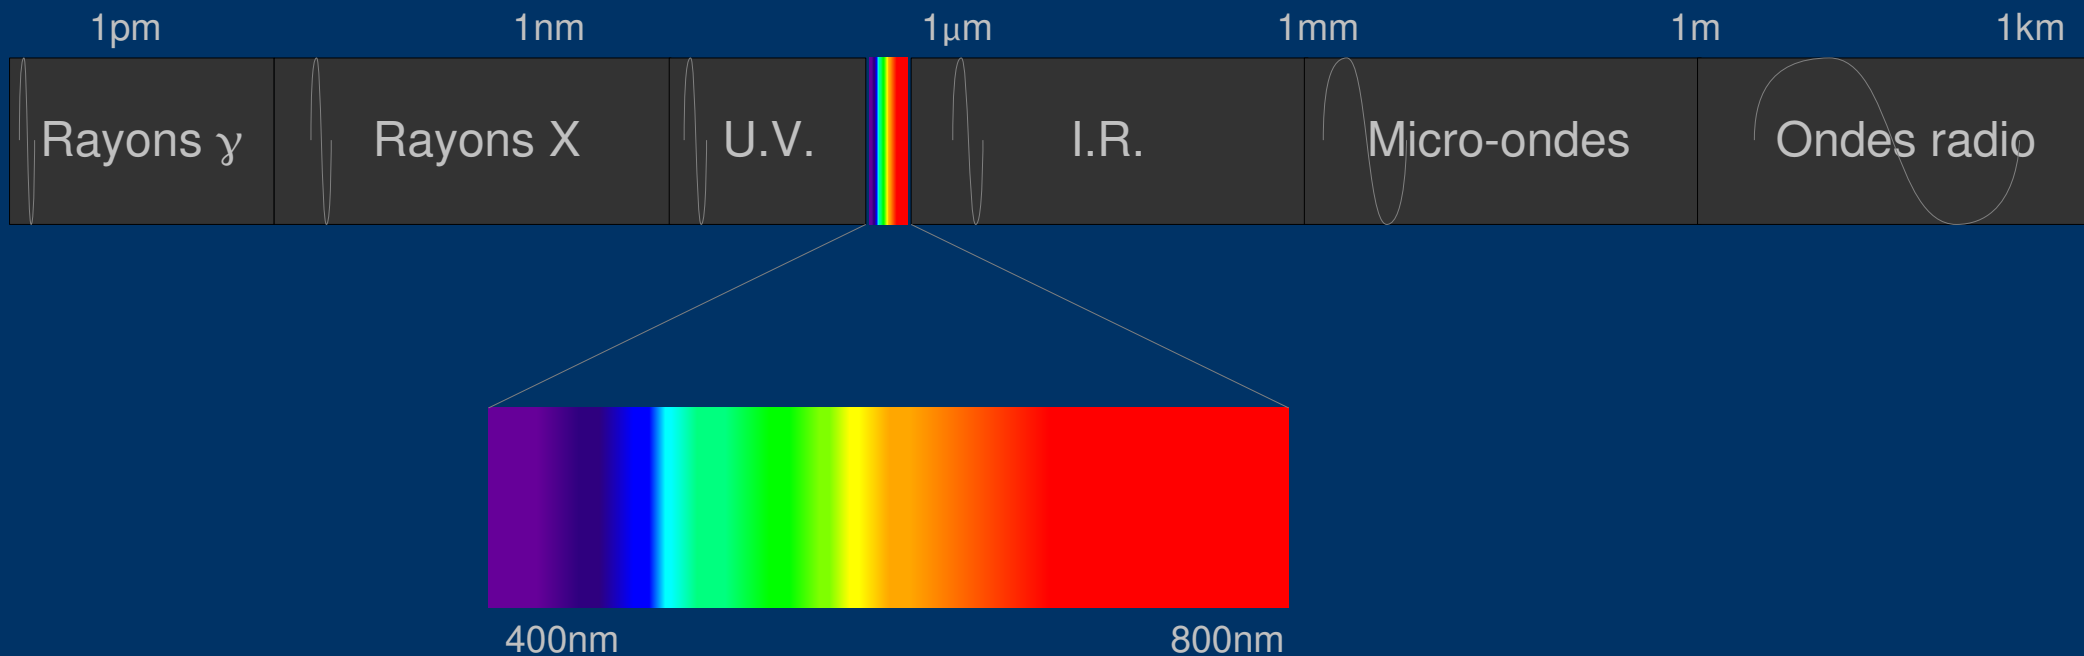 1pm 1nm 1μm 1mm 1m 1km
Rayons γ Rayons X U.V. I.R. Micro-ondes Ondes radio
400nm 800nm